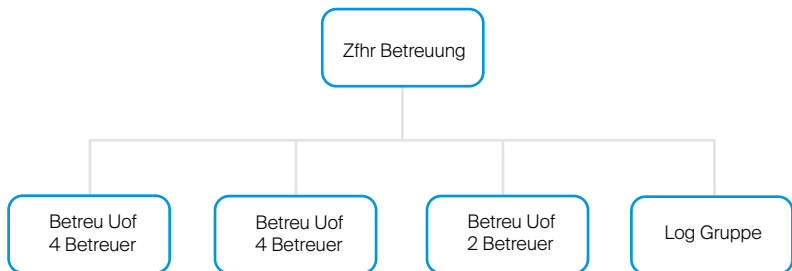 Zfhr Betreuung
Betreu Uof
4 Betreuer
Betreu Uof
4 Betreuer
Betreu Uof
2 Betreuer
Log Gruppe